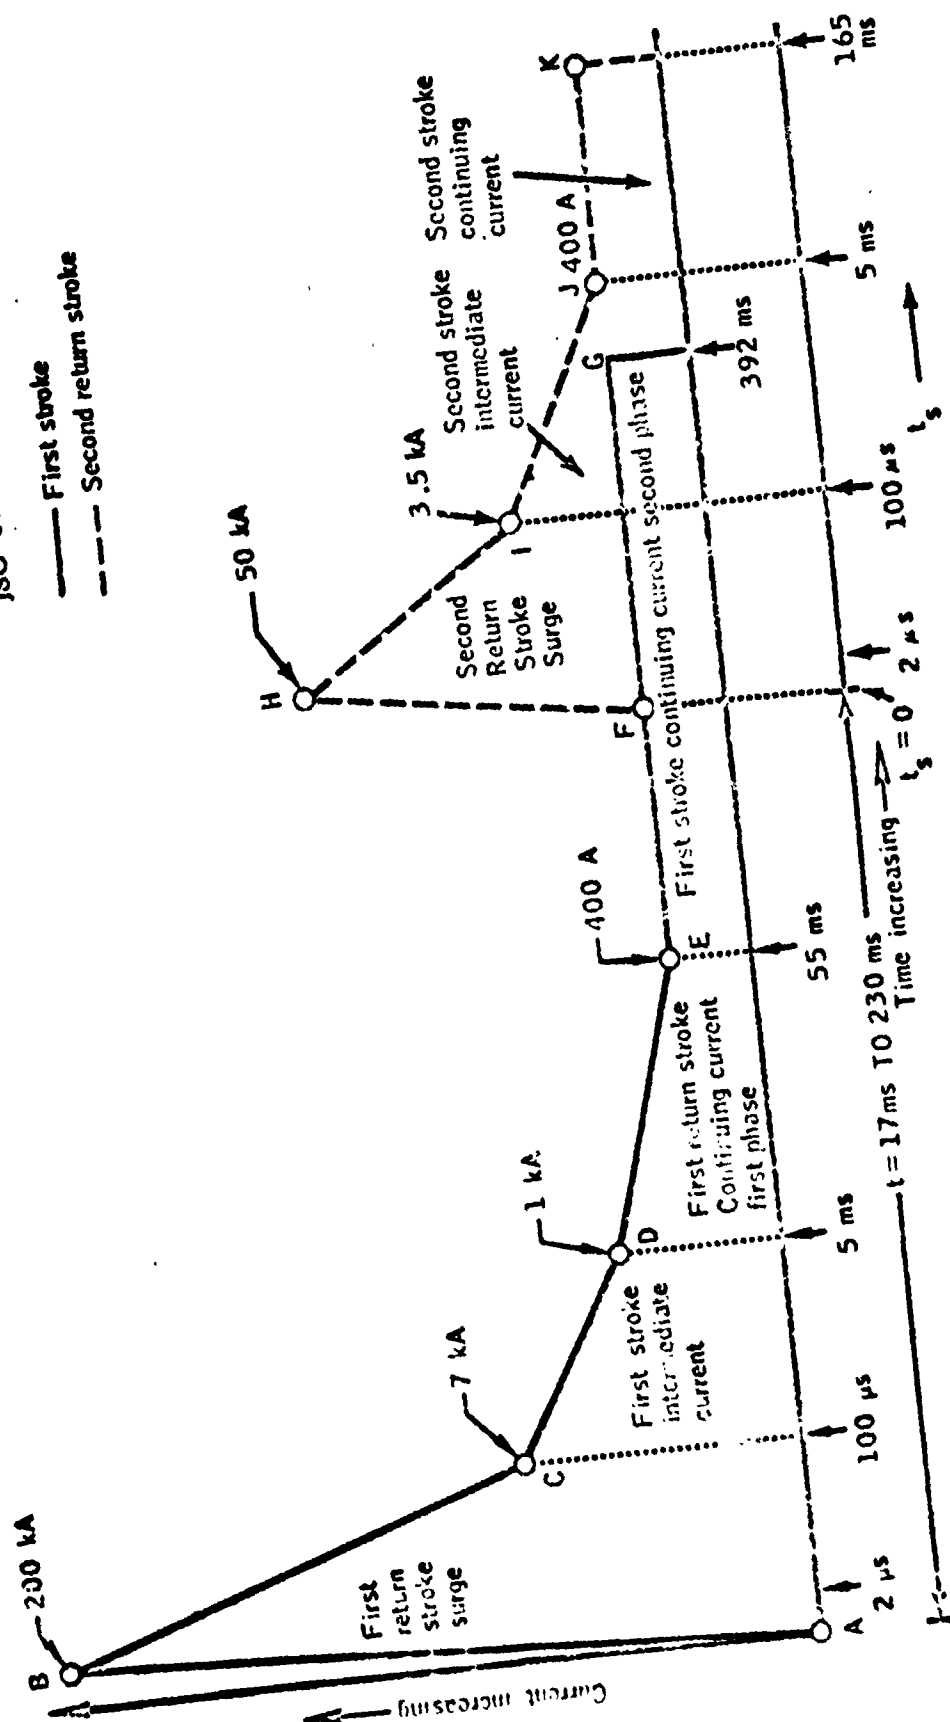 First stroke
Second return stroke
200 kA
B
First
return
stroke
surge
Current increasing
A
2 µs
7 kA
C
First stroke
intermediate
current
100 µs
1 kA
D
First return stroke
Continuing current
first phase
5 ms
400 A
E
55 ms
First stroke continuing current second phase
t = 17ms TO 230 ms
Time increasing
50 kA
H
Second
Return
Stroke
Surge
F
t_s = 0
2 µs
3.5 kA
I
Second stroke
intermediate
current
100 µs
t_s
G
392 ms
J 400 A
5 ms
Second stroke
continuing
current
K
165
ms